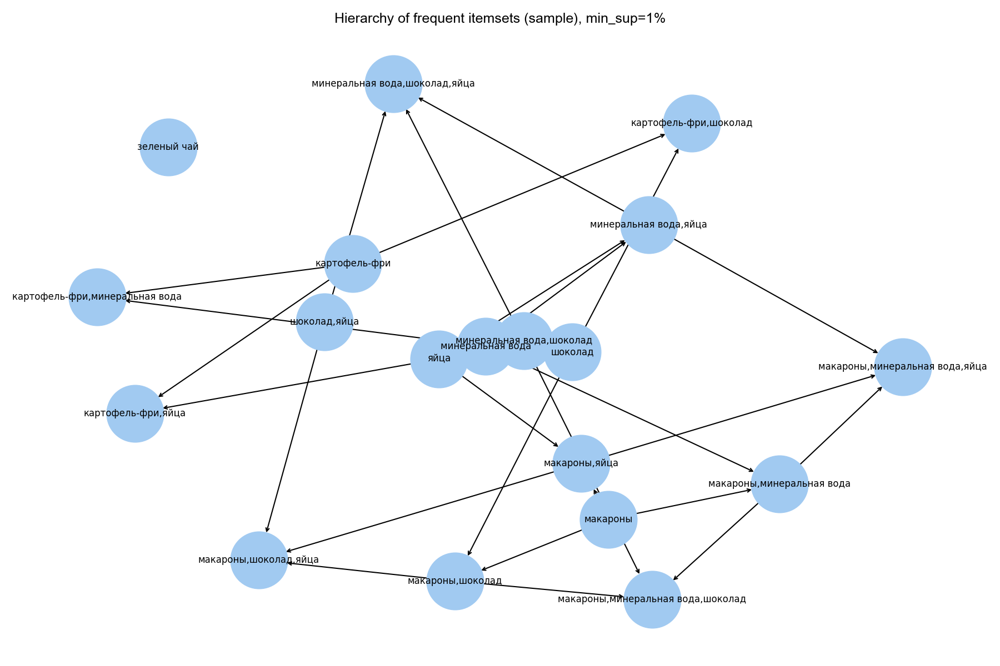 Hierarchy of frequent itemsets (sample), min_sup=1%
минеральная вода,шоколад,яйца
картофель-фри,шоколад
зеленый чай
минеральная вода,яйца
картофель-фри
картофель-фри,минеральная вода
шоколад,яйца
минеральная вода,шоколад
минеральная вода
шоколад
яйца
макароны,минеральная вода,яйца
картофель-фри,яйца
макароны,яйца
макароны,минеральная вода
макароны
макароны,шоколад,яйца
макароны,шоколад
макароны,минеральная вода,шоколад